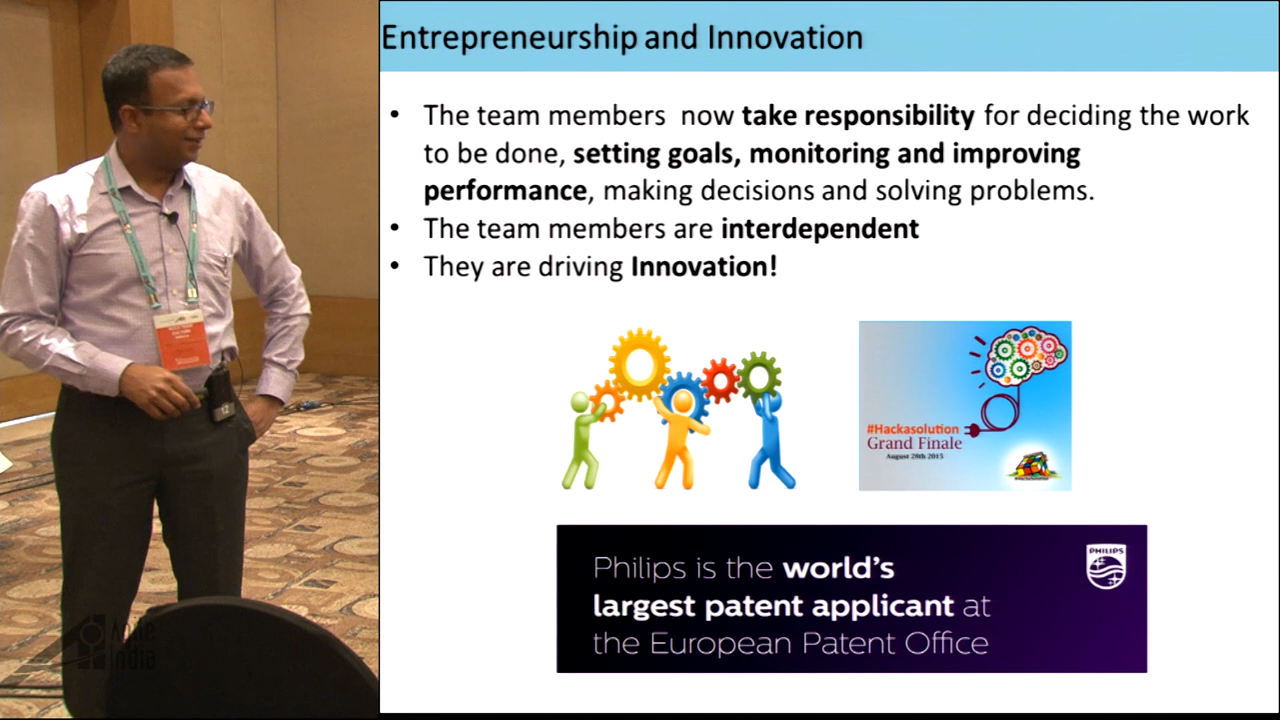 Entrepreneurship and Innovation
• The team members now take responsibility for deciding the work
to be done, setting goals, monitoring and improving
performance, making decisions and solving problems.
• The team members are interdependent
• They are driving Innovation!
#Hackasolution
Grand Finale
August 28th 2015
Philips is the world's
largest patent applicant at
the European Patent Office
PHILIPS
Agile
India